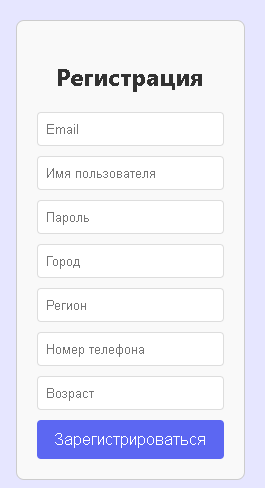 Регистрация
Email
Имя пользователя
Пароль
Город
Регион
Номер телефона
Возраст
Зарегистрироваться